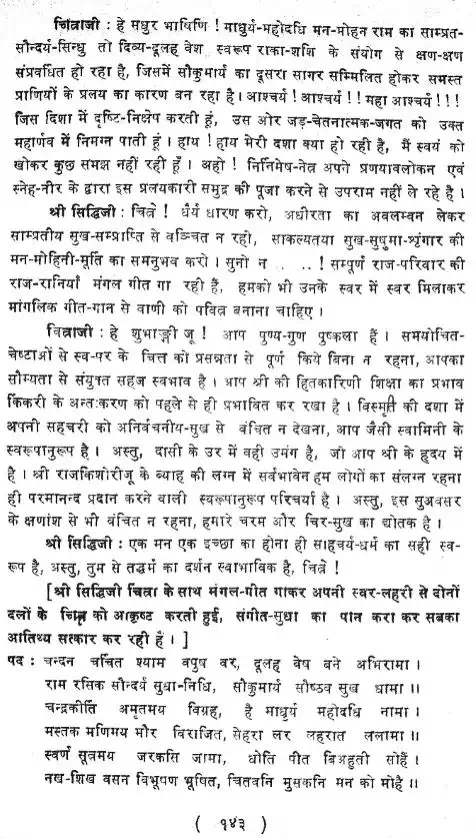 चित्राजी : हे मधुर भाषिणि ! माधुर्य-महोदधि मन-मोहन राम का साम्प्रत-
सौन्दर्य-सिन्धु तो दिव्य-दूलह वेश स्वरूप राका-शशि के संयोग से क्षण-क्षण
संप्रवधित हो रहा है, जिसमें सौकुमार्य का दूसरा सागर सम्मिलित होकर समस्त
प्राणियों के प्रलय का कारण बन रहा है। आश्चर्य ! आश्चर्य ! ! महा आश्चर्य ! ! !
जिस दिशा में दृष्टि-निक्षेप करती हूं, उस ओर जड़-चेतनात्मक-जगत को उक्त
महार्णव में निमग्न पाती हूं। हाय ! हाय मेरी दशा क्या हो रही है, मैं स्वयं को
खोकर कुछ समझ नहीं रही हूँ। अहो ! निनिमेष-नेत्र अपने प्रणयावलोकन एवं
स्नेह-नीर के द्वारा इस प्रलयकारी समुद्र की पूजा करने से उपराम नहीं ले रहे है।
श्री सिद्धिजी : चित्रे ! धैर्य धारण करो, अधीरता का अवलम्बन लेकर
साम्प्रतीय सुख-सम्प्राप्ति से वञ्चित न रहो, साकल्यतया सुख-सुषुमा-श्रृंगार की
मन-मोहिनी-मूर्ति का समनुभव करो। सुनो न . .. . ! सम्पूर्ण राज-परिवार की
राज-रानियाँ मंगल गीत गा रही हैं, हमको भी उनके स्वर में स्वर मिलाकर
मांगलिक गीत-गान से वाणी को पवित्र बनाना चाहिए।
चित्राजी : हे शुभाङ्गी जू ! आप पुण्य-गुण पुष्कला हैं। समयोचित-
चेष्टाओं से स्व-पर के चित्त को प्रसन्नता से पूर्ण किये बिना न रहना, आपका
सौम्यता से संयुक्त सहज स्वभाव है। आप श्री की हितकारिणी शिक्षा का प्रभाव
किंकरी के अन्तःकरण को पहले से ही प्रभावित कर रखा है। विस्मृति की दशा में
अपनी सहचरी को अनिर्वचनीय-सुख से वंचित न देखना, आप जैसी स्वामिनी के
स्वरूपानुरूप है। अस्तु, दासी के उर में वही उमंग है, जो आप श्री के हृदय में
है। श्री राजकिशोरीजू के ब्याह की लग्न में सर्वभावेन हम लोगों का संलग्न रहना
ही परमानन्द प्रदान करने वाली स्वरूपानुरूप परिचर्या है। अस्तु, इस सुअवसर
के क्षणांश से भी वंचित न रहना, हमारे चरम और चिर-सुख का द्योतक है।
श्री सिद्धिजी : एक मन एक इच्छा का होना ही साहचर्य-धर्म का सही स्व-
रूप है, अस्तु, तुम से तद्धर्म का दर्शन स्वाभाविक है, चित्रे !
[श्री सिद्धिजी चित्रा के साथ मंगल-गीत गाकर अपनी स्वर-लहरी से दोनों
दलों के चित्त को आकृष्ट करती हुई, संगीत-सुधा का पान करा कर सबका
आतिथ्य सत्कार कर रही हैं। ]
पद : चन्दन चर्चित श्याम वपुष वर, दूलह वेष बने अभिरामा।
राम रसिक सौन्दर्य सुधा-निधि, सौकुमार्य सौष्ठव सुख धामा॥
चन्द्रकीर्ति अमृतमय विग्रह, है माधुर्य महोदधि नामा।
मस्तक मणिमय मौर विराजित, सेहरा लर लहरात ललामा॥
स्वर्ण सूत्रमय जरकसि जामा, धोति पीत बिअहुती सोहैं।
नख-शिख वसन विभूषण भूषित, चितवनि मुसकनि मन को मोहै॥
( १४३ )